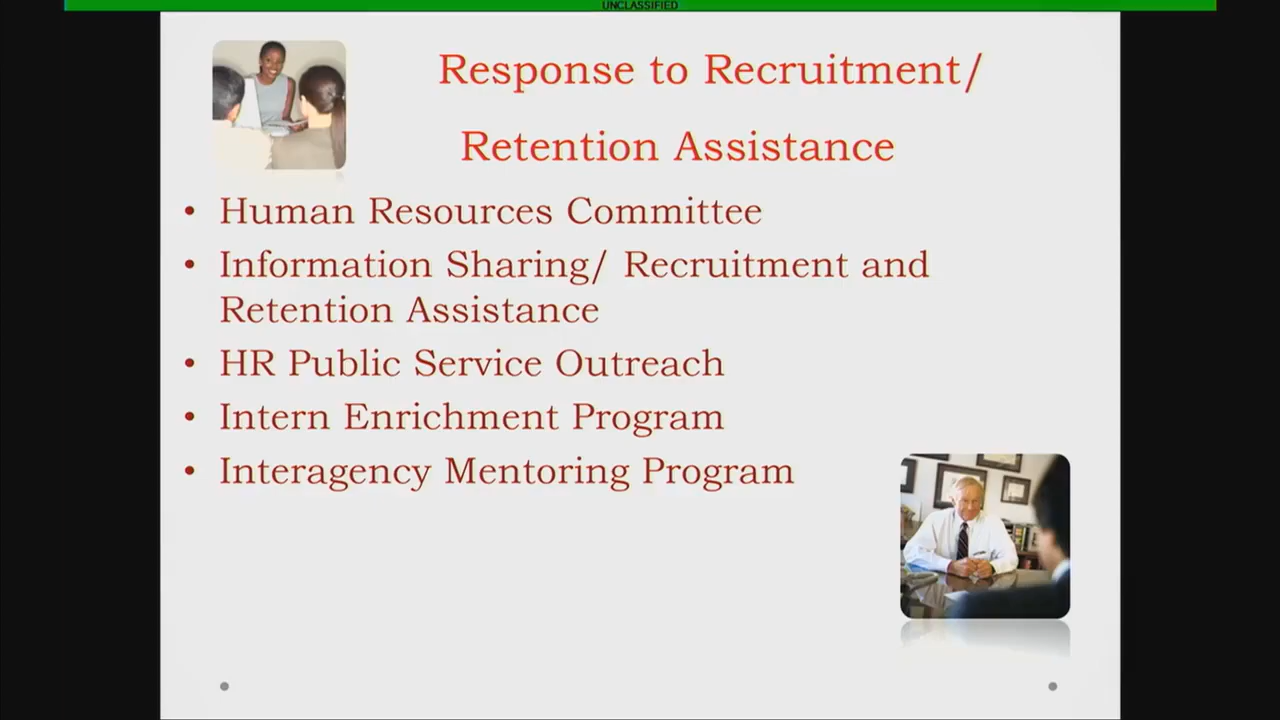 UNCLASSIFIED
Response to Recruitment/
Retention Assistance
• Human Resources Committee
• Information Sharing/ Recruitment and
Retention Assistance
• HR Public Service Outreach
• Intern Enrichment Program
• Interagency Mentoring Program